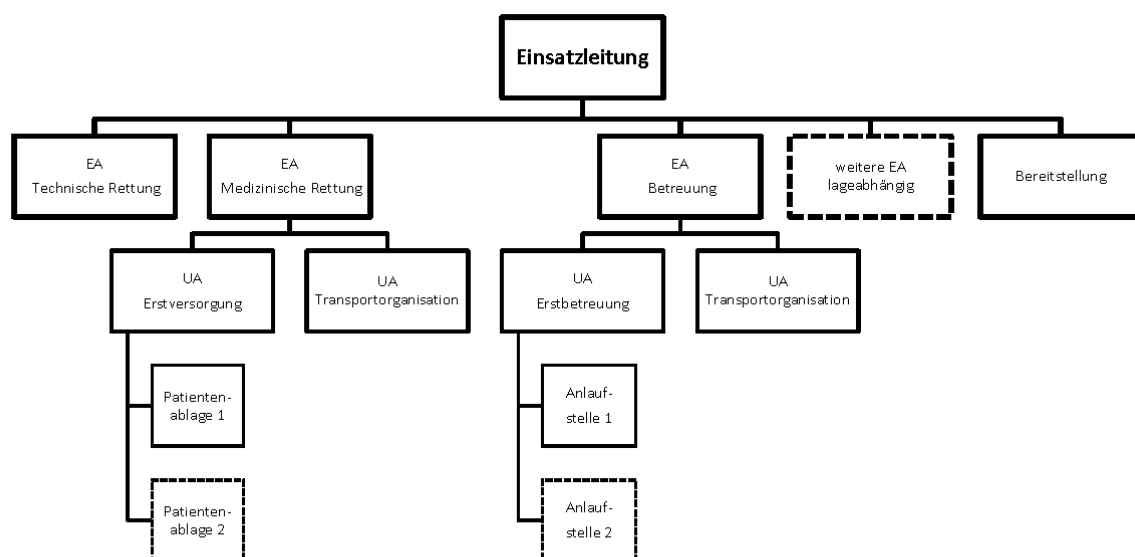 Einsatzleitung
EA
Technische Rettung
EA
Medizinische Rettung
EA
Betreuung
weitere EA
lageabhängig
Bereitstellung
UA
Erstversorgung
UA
Transportorganisation
UA
Erstbetreuung
UA
Transportorganisation
Patienten-
ablage 1
Anlauf-
stelle 1
Patienten-
ablage 2
Anlauf-
stelle 2